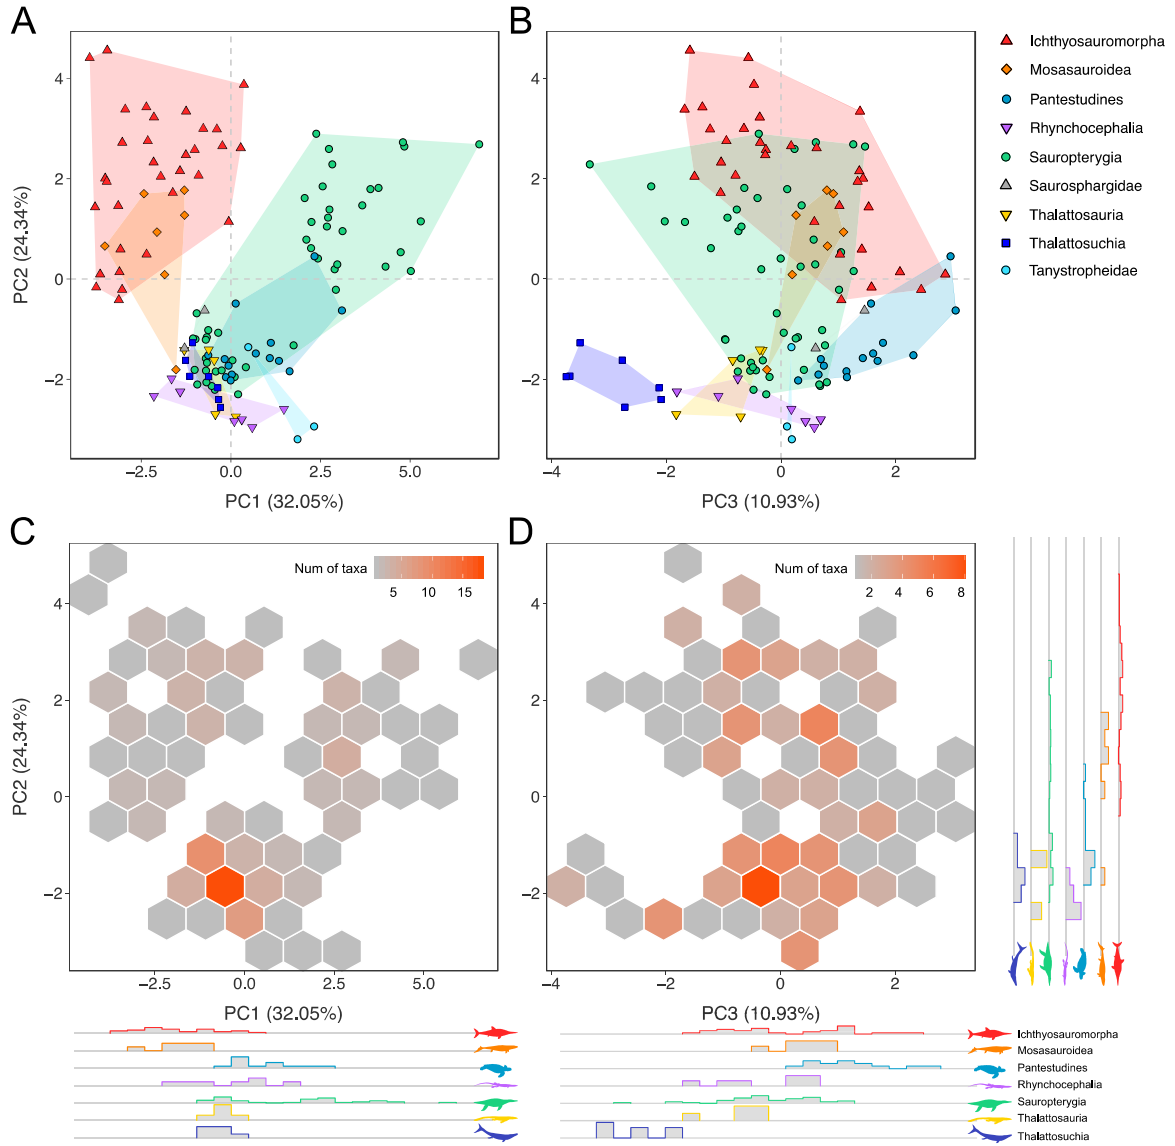 A
B
4
2
0
−2
PC2 (24.34%)
−2.5
0.0
2.5
5.0
PC1 (32.05%)
−4
−2
0
2
PC3 (10.93%)
Ichthyosauromorpha
Mosasauroidea
Pantestudines
Rhynchocephalia
Sauropterygia
Saurosphargidae
Thalattosauria
Thalattosuchia
Tanystropheidae
C
D
Num of taxa
5 10 15
Num of taxa
2 4 6 8
4
2
0
−2
4
2
0
−2
PC2 (24.34%)
−2.5
0.0
2.5
5.0
PC1 (32.05%)
−4
−2
0
2
PC3 (10.93%)
Ichthyosauromorpha
Mosasauroidea
Pantestudines
Rhynchocephalia
Sauropterygia
Thalattosauria
Thalattosuchia